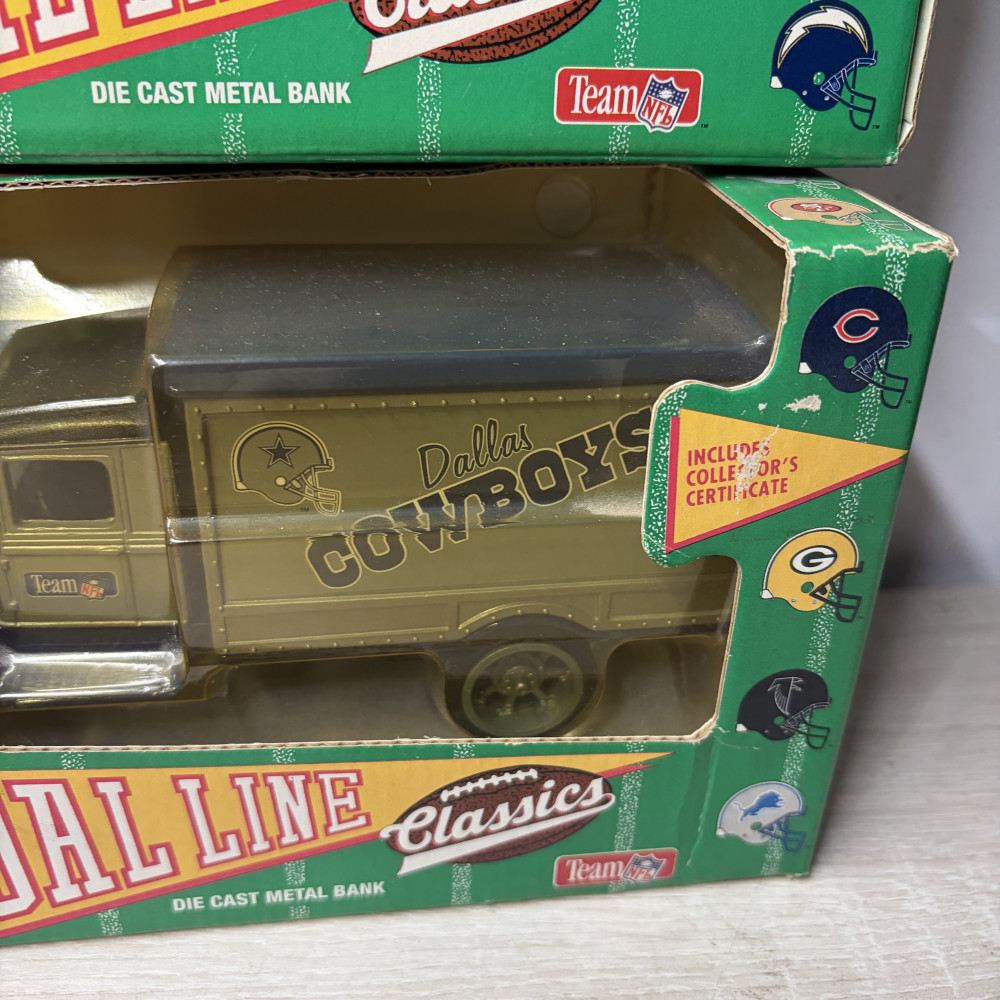 DIE CAST METAL BANK
Team NFL
™
INCLUDES
COLLECTOR'S
CERTIFICATE
C
G
Dallas
COWBOYS
Team NFL
LINE
Classics
DIE CAST METAL BANK
Team NFL